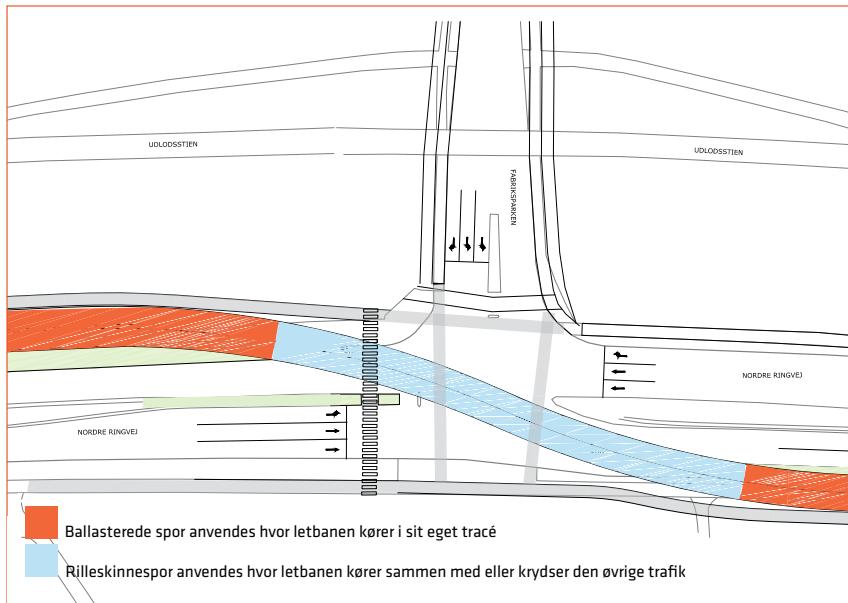 UDLODSSTIEN
UDLODSSTIEN
FABRIKSPARKEN
NORDRE RINGVEJ
NORDRE RINGVEJ
Ballasterede spor anvendes hvor letbanen kører i sit eget tracé
Rilleskinnespor anvendes hvor letbanen kører sammen med eller krydser den øvrige trafik